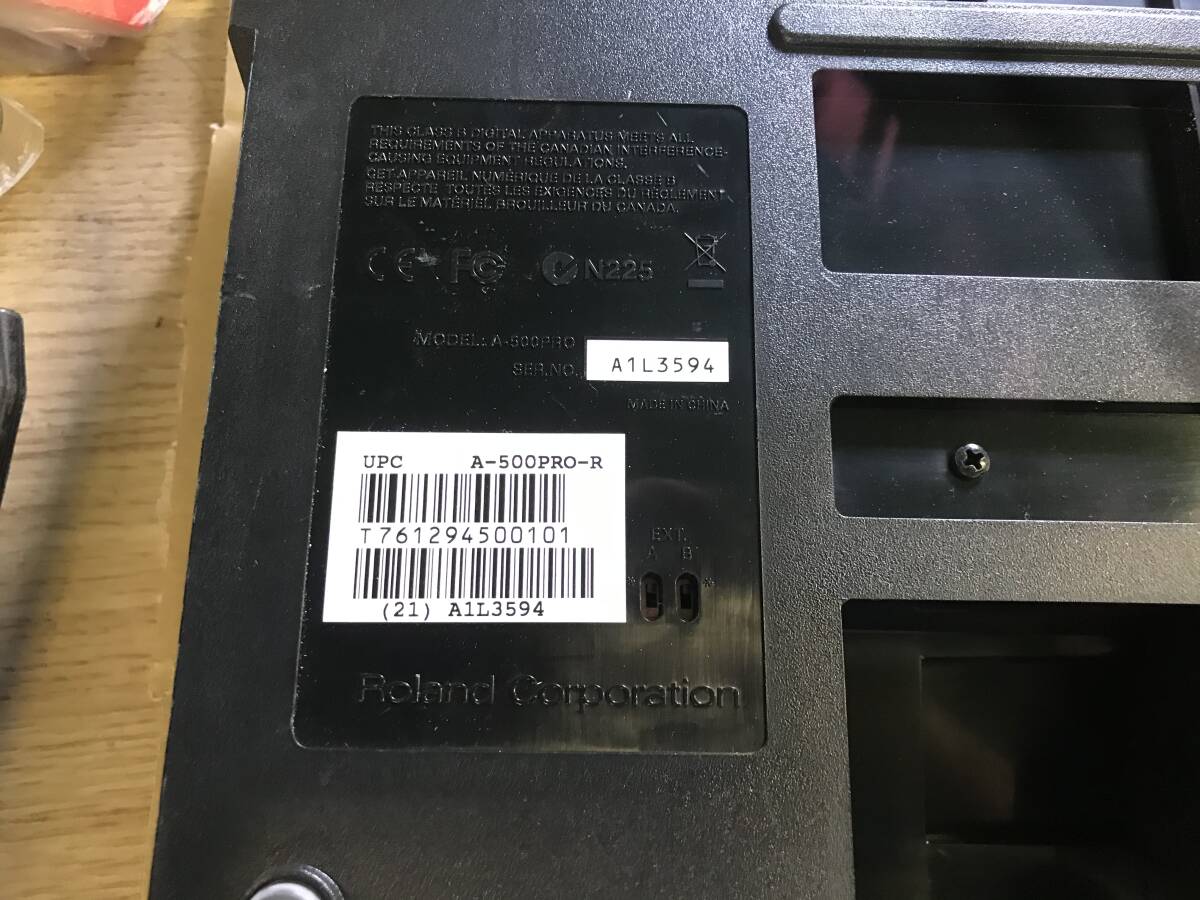 THIS CLASS B DIGITAL APPARATUS MEETS ALL
REQUIREMENTS OF THE CANADIAN INTERFERENCE-
CAUSING EQUIPMENT REGULATIONS.
CET APPAREIL NUMÉRIQUE DE LA CLASSE B
RESPECTE TOUTES LES EXIGENCES DU RÈGLEMENT
SUR LE MATÉRIEL BROUILLEUR DU CANADA.
CE FC N225
MODEL: A-500PRO
SER.NO. A1L3594
MADE IN CHINA
UPC A-500PRO-R
T761294500101
(21) A1L3594
EXT.
A B
* *
Roland Corporation